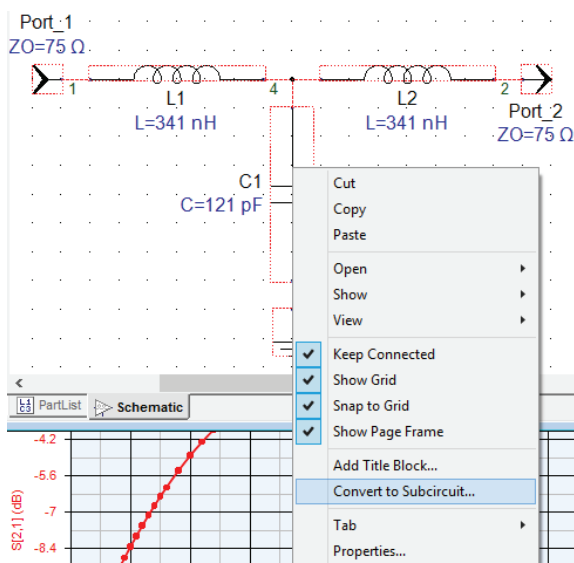 Port_1
ZO=75 Ω
1
4
2
L1
L=341 nH
L2
L=341 nH
Port_2
ZO=75 Ω
C1
C=121 pF
Cut
Copy
Paste
Open
Show
View
Keep Connected
Show Grid
Snap to Grid
Show Page Frame
Add Title Block...
Convert to Subcircuit...
Tab
Properties...
PartList
Schematic
-4.2
-5.6
-7
-8.4
S[2,1] (dB)